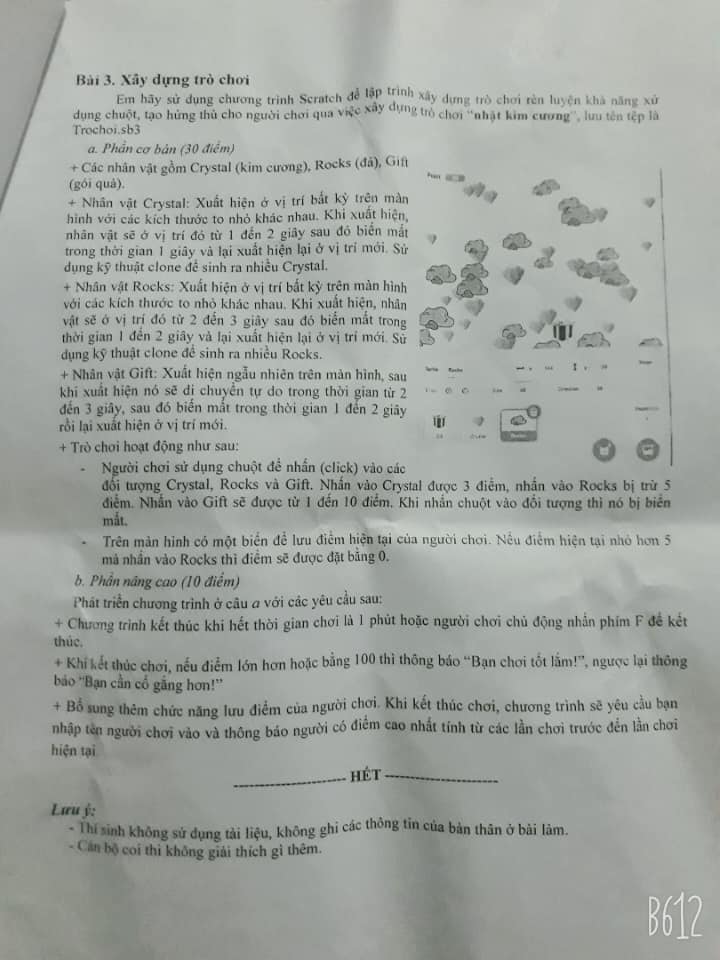 Bài 3. Xây dựng trò chơi
Em hãy sử dụng chương trình Scratch để lập trình xây dựng trò chơi rèn luyện khả năng sử
dụng chuột, tạo hứng thú cho người chơi qua việc xây dựng trò chơi "nhặt kim cương", lưu tên tệp là
Trochoi.sb3
a. Phần cơ bản (30 điểm)
+ Các nhân vật gồm Crystal (kim cương), Rocks (đá), Gift
(gói quà).
+ Nhân vật Crystal: Xuất hiện ở vị trí bất kỳ trên màn
hình với các kích thước to nhỏ khác nhau. Khi xuất hiện,
nhân vật sẽ ở vị trí đó từ 1 đến 2 giây sau đó biến mất
trong thời gian 1 giây và lại xuất hiện lại ở vị trí mới. Sử
dụng kỹ thuật clone để sinh ra nhiều Crystal.
+ Nhân vật Rocks: Xuất hiện ở vị trí bất kỳ trên màn hình
với các kích thước to nhỏ khác nhau. Khi xuất hiện, nhân
vật sẽ ở vị trí đó từ 2 đến 3 giây sau đó biến mất trong
thời gian 1 đến 2 giây và lại xuất hiện lại ở vị trí mới. Sử
dụng kỹ thuật clone để sinh ra nhiều Rocks.
+ Nhân vật Gift: Xuất hiện ngẫu nhiên trên màn hình, sau
khi xuất hiện nó sẽ di chuyển tự do trong thời gian từ 2
đến 3 giây, sau đó biến mất trong thời gian 1 đến 2 giây
rồi lại xuất hiện ở vị trí mới.
+ Trò chơi hoạt động như sau:
- Người chơi sử dụng chuột để nhấn (click) vào các
đối tượng Crystal, Rocks và Gift. Nhấn vào Crystal được 3 điểm, nhấn vào Rocks bị trừ 5
điểm. Nhấn vào Gift sẽ được từ 1 đến 10 điểm. Khi nhấn chuột vào đối tượng thì nó bị biến
mất.
- Trên màn hình có một biến để lưu điểm hiện tại của người chơi. Nếu điểm hiện tại nhỏ hơn 5
mà nhấn vào Rocks thì điểm sẽ được đặt bằng 0.
b. Phần nâng cao (10 điểm)
Phát triển chương trình ở câu a với các yêu cầu sau:
+ Chương trình kết thúc khi hết thời gian chơi là 1 phút hoặc người chơi chủ động nhấn phím F để kết
thúc.
+ Khi kết thúc chơi, nếu điểm lớn hơn hoặc bằng 100 thì thông báo "Bạn chơi tốt lắm!", ngược lại thông
báo "Bạn cần cố gắng hơn!"
+ Bổ sung thêm chức năng lưu điểm của người chơi. Khi kết thúc chơi, chương trình sẽ yêu cầu bạn
nhập tên người chơi vào và thông báo người có điểm cao nhất tính từ các lần chơi trước đến lần chơi
hiện tại
HẾT
Lưu ý:
- Thí sinh không sử dụng tài liệu, không ghi các thông tin của bản thân ở bài làm.
- Cán bộ coi thi không giải thích gì thêm.
B612